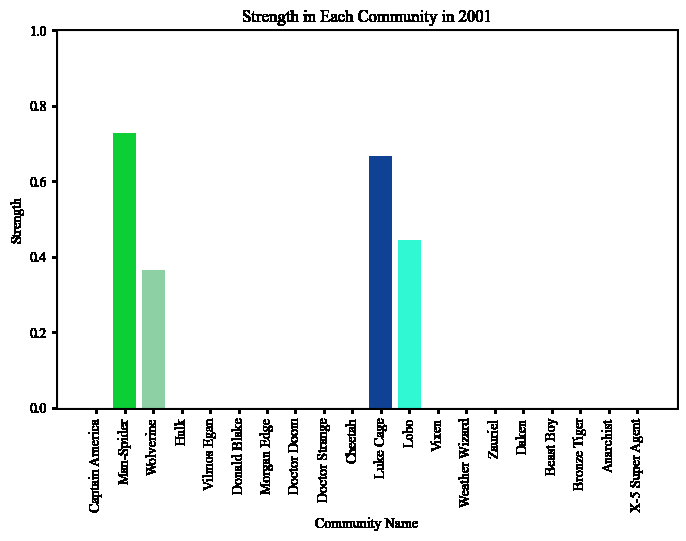 Strength in Each Community in 2001
1.0
0.8
0.6
0.4
0.2
0.0
Strength
Captain America
Man-Spider
Wolverine
Hulk
Vilmos Egan
Donald Blake
Morgan Edge
Doctor Doom
Doctor Strange
Cheetah
Luke Cage
Lobo
Vixen
Weather Wizard
Zauriel
Daken
Beast Boy
Bronze Tiger
Anarchist
X-5 Super Agent
Community Name